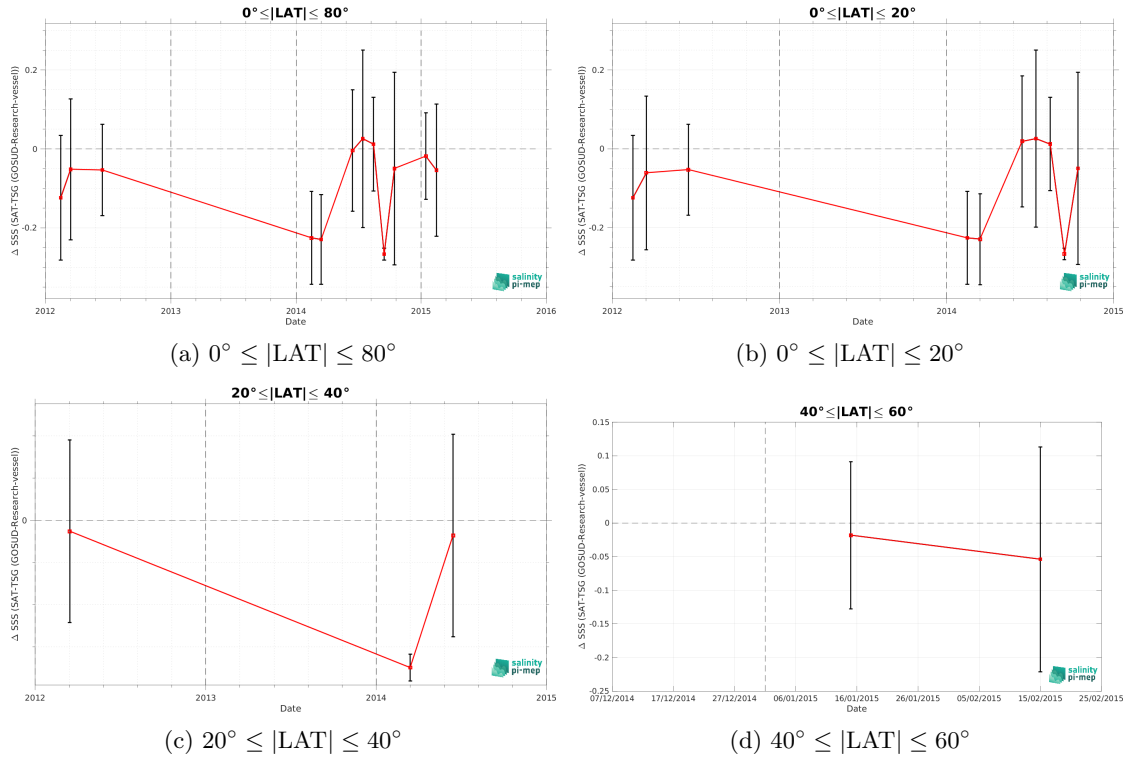 0°≤|LAT|≤ 80°
Δ SSS (SAT-TSG (GOSUD-Research-vessel))
0.2
0
-0.2
salinity
pi-mep
2012 2013 2014 2015 2016
Date
(a) 0° ≤ |LAT| ≤ 80°
0°≤|LAT|≤ 20°
Δ SSS (SAT-TSG (GOSUD-Research-vessel))
0.2
0
-0.2
salinity
pi-mep
2012 2013 2014 2015
Date
(b) 0° ≤ |LAT| ≤ 20°
20°≤|LAT|≤ 40°
Δ SSS (SAT-TSG (GOSUD-Research-vessel))
0
salinity
pi-mep
2012 2013 2014 2015
Date
(c) 20° ≤ |LAT| ≤ 40°
40°≤|LAT|≤ 60°
Δ SSS (SAT-TSG (GOSUD-Research-vessel))
0.15
0.1
0.05
0
-0.05
-0.1
-0.15
-0.2
-0.25
salinity
pi-mep
07/12/2014 17/12/2014 27/12/2014 06/01/2015 16/01/2015 26/01/2015 05/02/2015 15/02/2015 25/02/2015
Date
(d) 40° ≤ |LAT| ≤ 60°